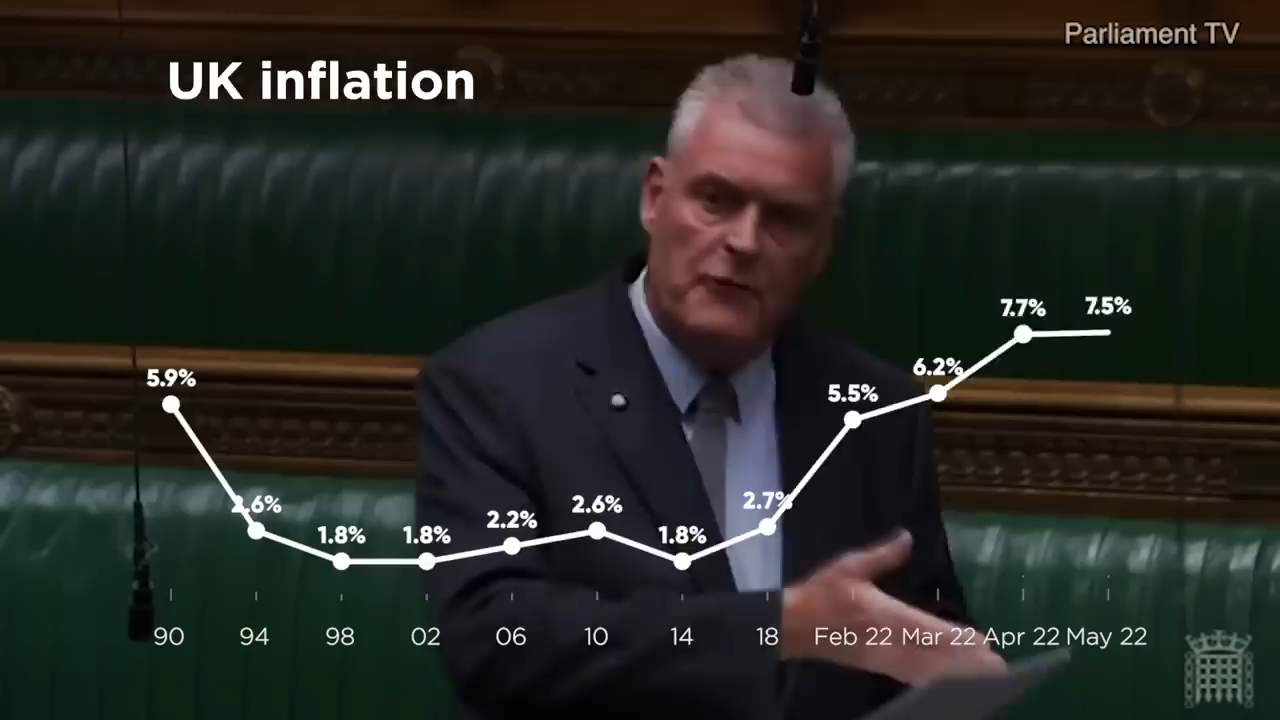 Parliament TV
UK inflation
7.7% 7.5%
5.9% 5.5% 6.2%
2.6% 1.8% 1.8% 2.2% 2.6% 1.8% 2.7%
90 94 98 02 06 10 14 18 Feb 22 Mar 22 Apr 22 May 22